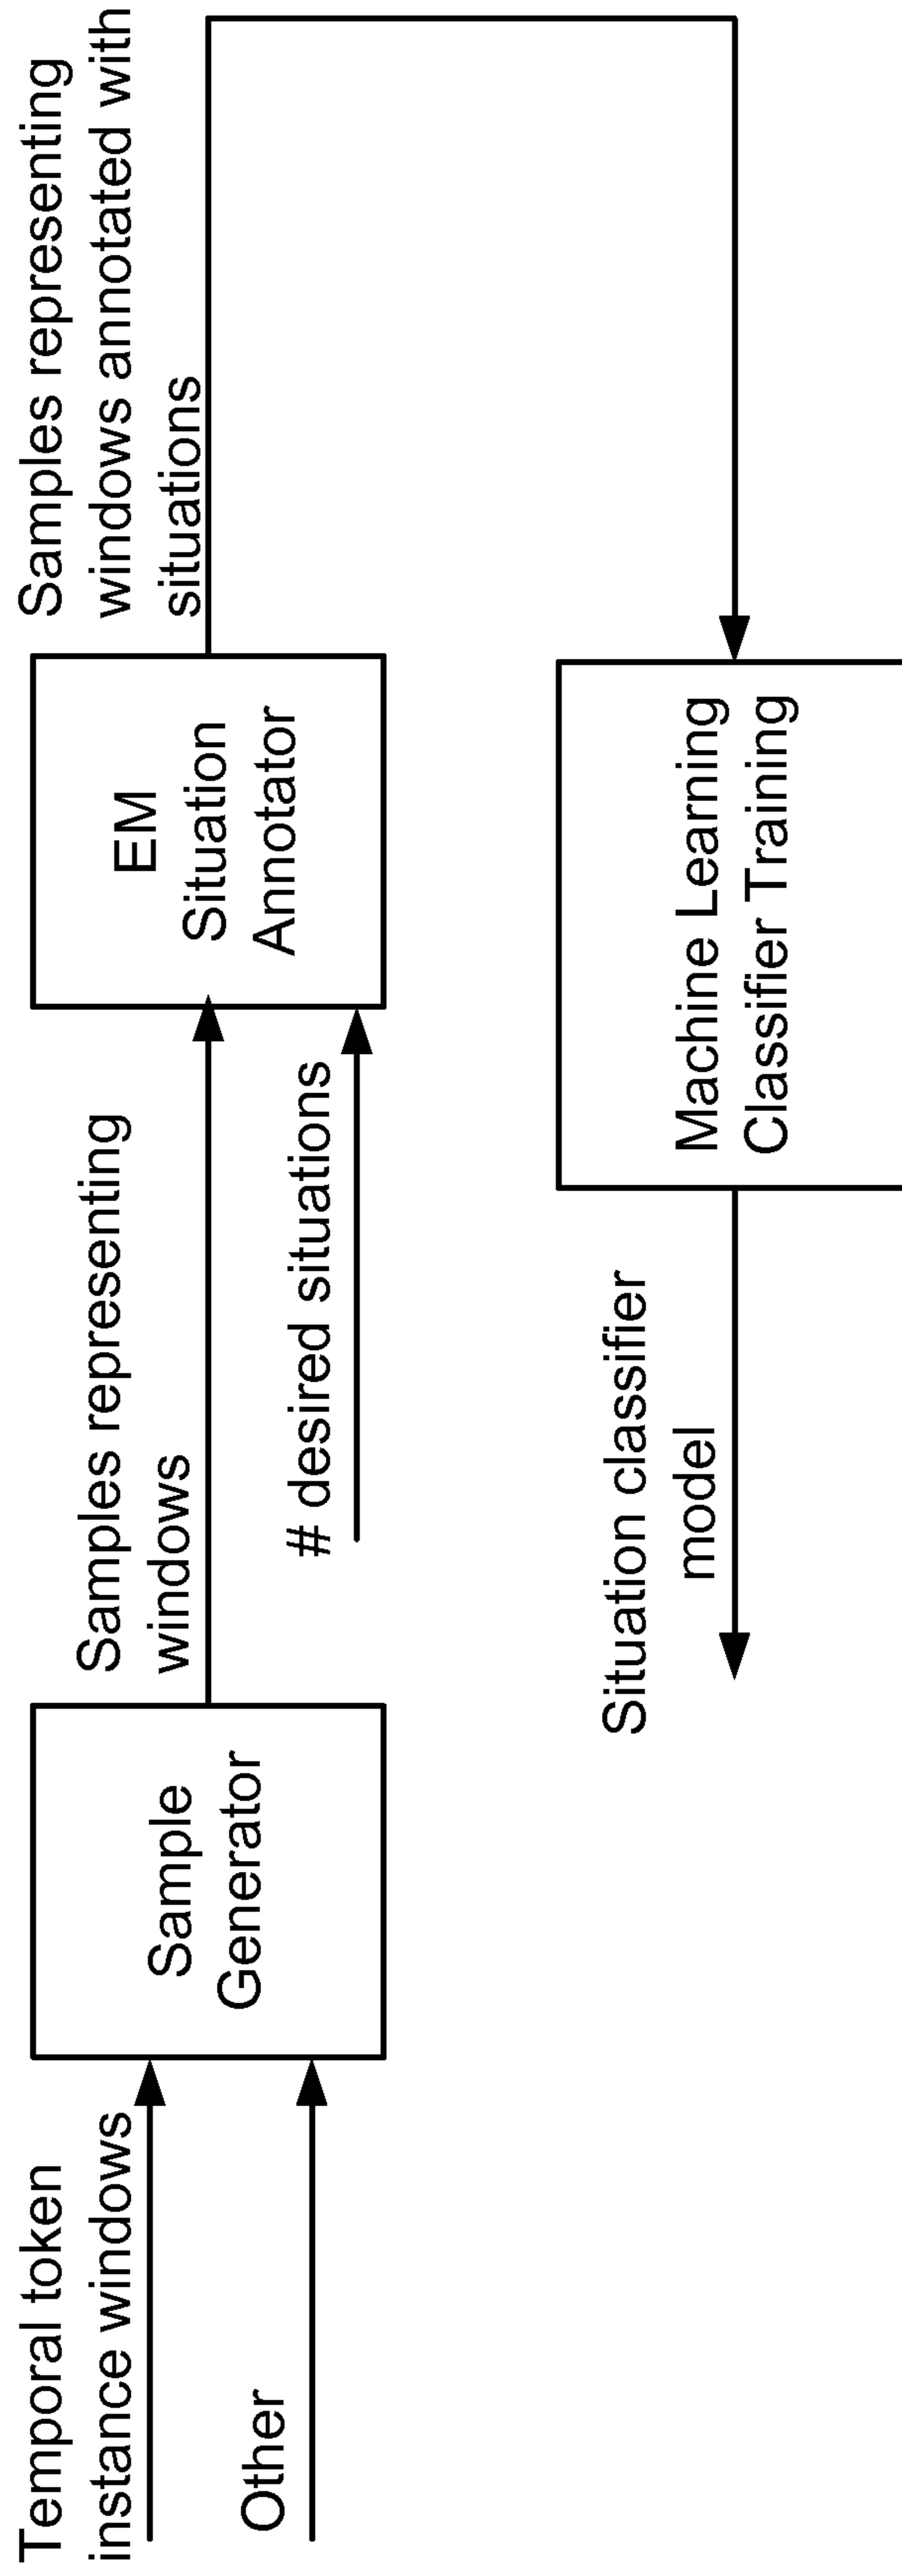 Temporal token
instance windows
Other
Sample
Generator
Samples representing
windows
# desired situations
EM
Situation
Annotator
Samples representing
windows annotated with
situations
Machine Learning
Classifier Training
Situation classifier
model